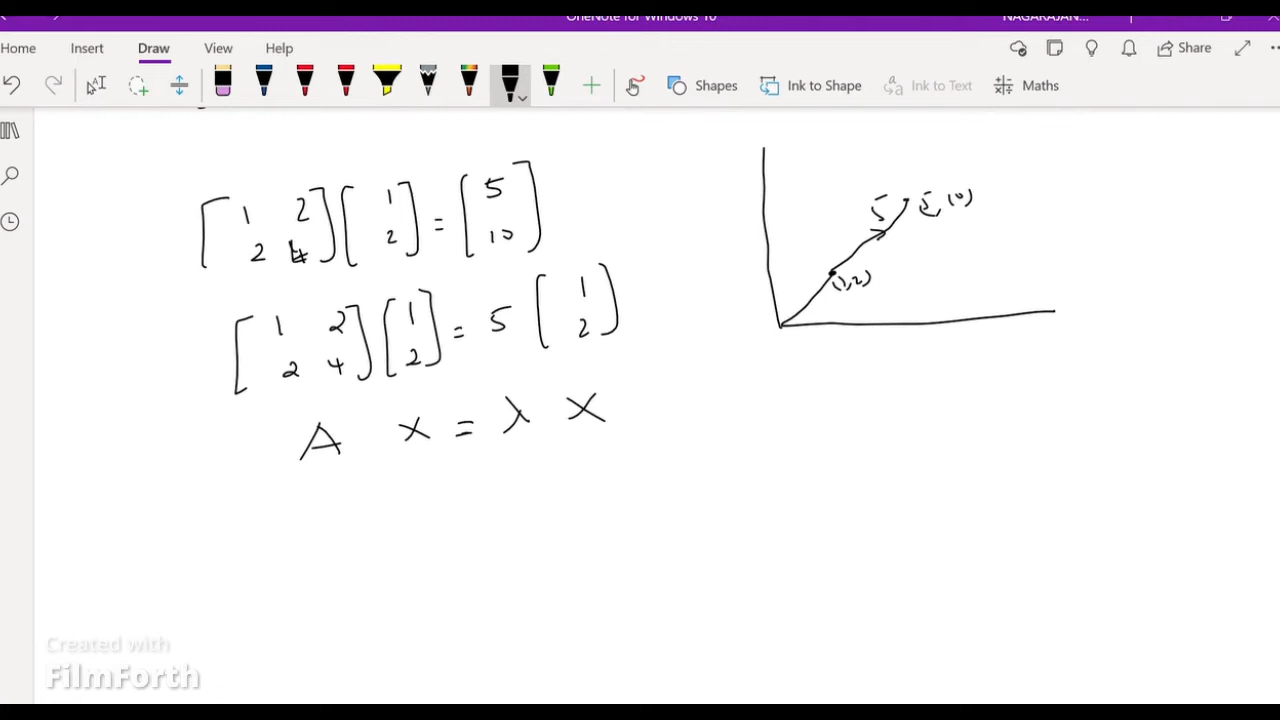 OneNote for Windows 10 NAGARAJAN...
Home Insert Draw View Help Share
Shapes Ink to Shape Ink to Text Maths
[1 2 [1 = [5
2 4] 2] 10]
[1 2 [1 = 5 [1
2 4] 2] 2]
A X = λ X
5 5, 10)
(1,2)
Created with
FilmForth